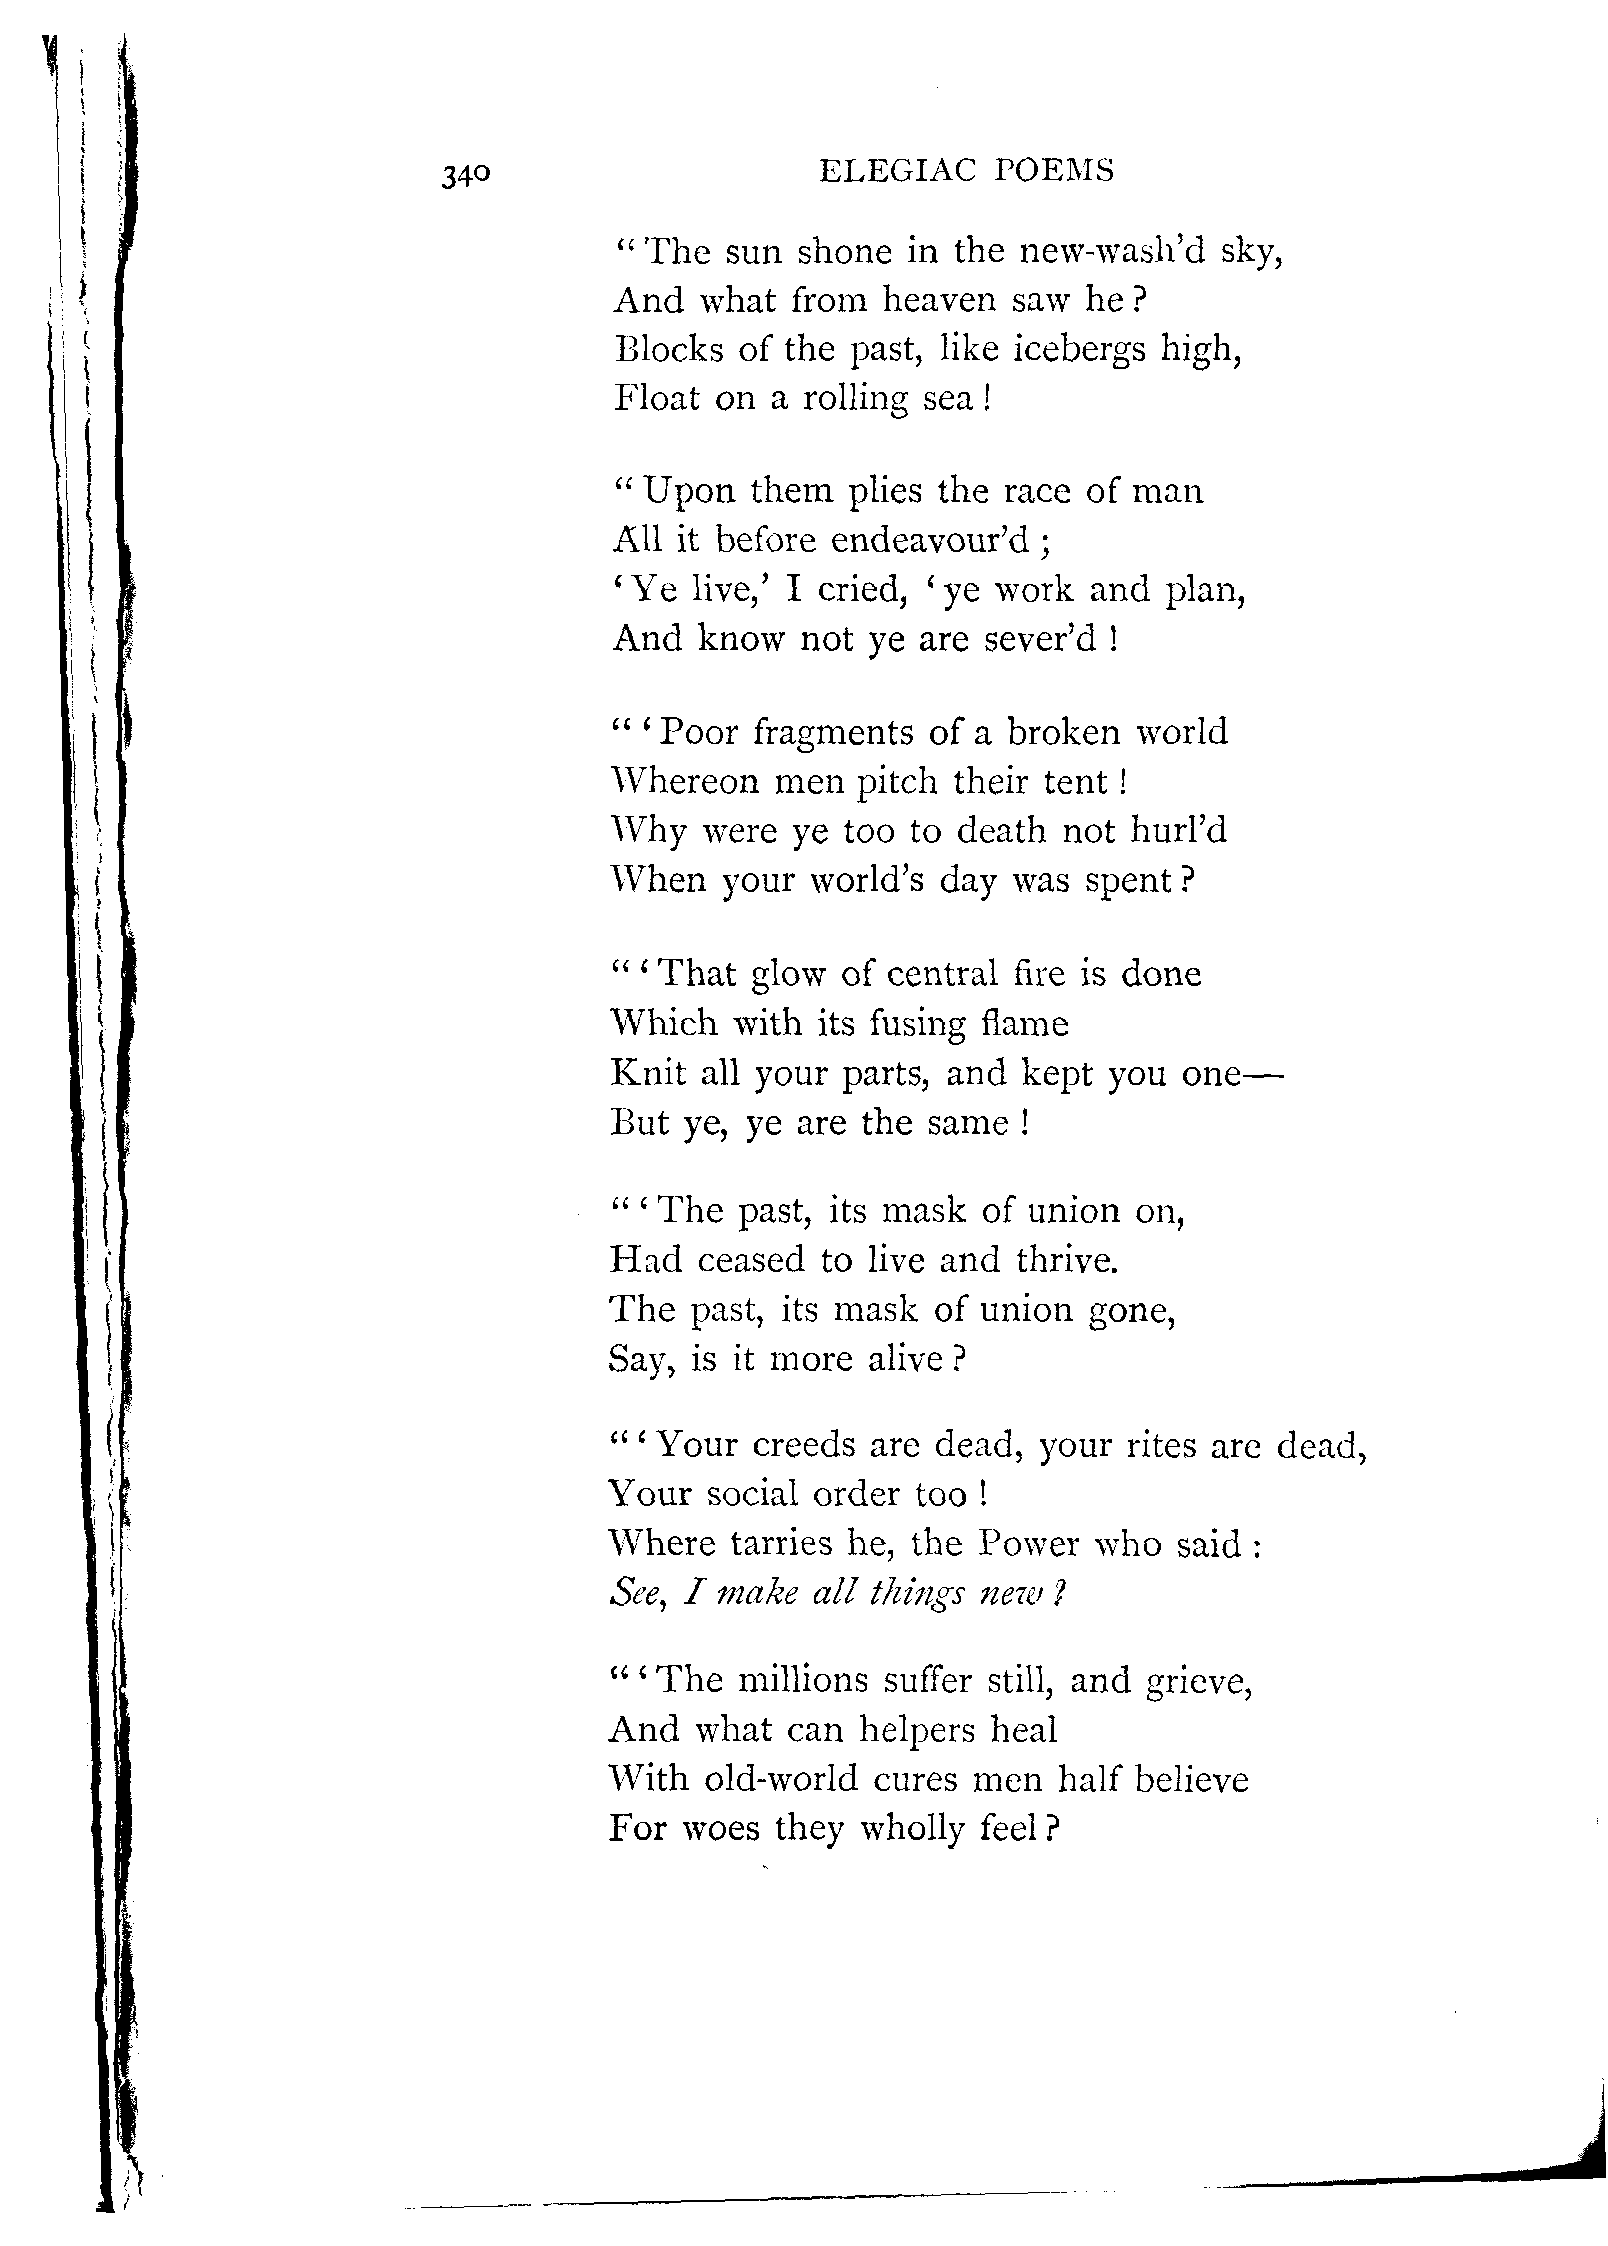 340 ELEGIAC POEMS
“The sun shone in the new-wash’d sky,
And what from heaven saw he?
Blocks of the past, like icebergs high,
Float on a rolling sea!
“Upon them plies the race of man
All it before endeavour’d;
‘Ye live,’ I cried, ‘ye work and plan,
And know not ye are sever’d!
“‘Poor fragments of a broken world
Whereon men pitch their tent!
Why were ye too to death not hurl’d
When your world’s day was spent?
“‘That glow of central fire is done
Which with its fusing flame
Knit all your parts, and kept you one—
But ye, ye are the same!
“‘The past, its mask of union on,
Had ceased to live and thrive.
The past, its mask of union gone,
Say, is it more alive?
“‘Your creeds are dead, your rites are dead,
Your social order too!
Where tarries he, the Power who said:
See, I make all things new?
“‘The millions suffer still, and grieve,
And what can helpers heal
With old-world cures men half believe
For woes they wholly feel?